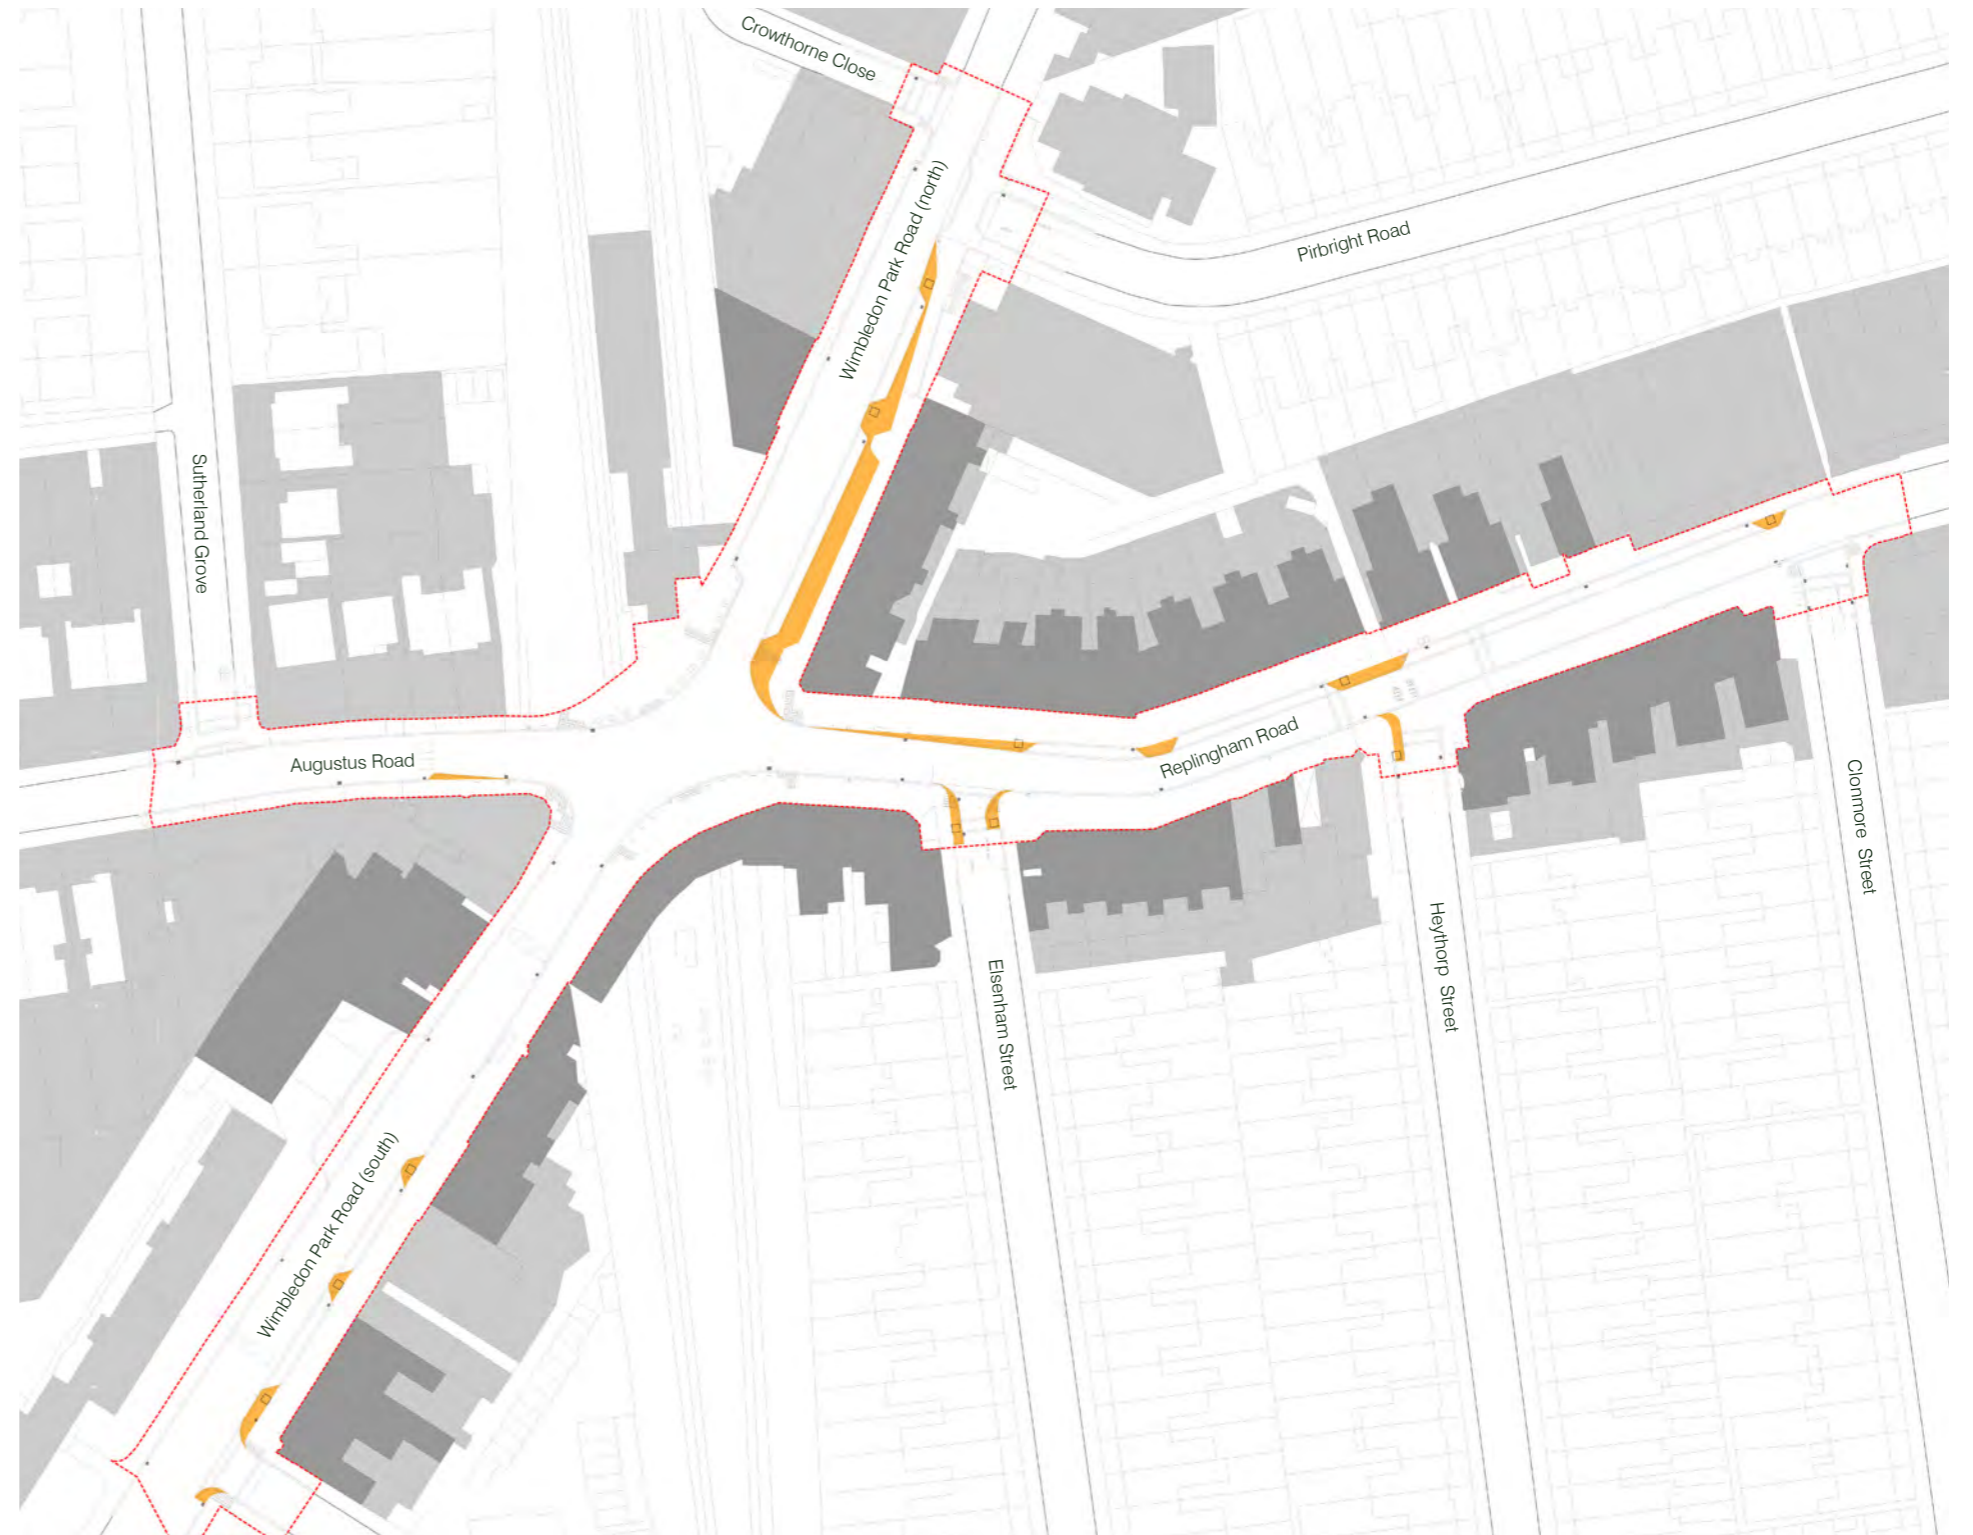 Crowthorne Close
Wimbledon Park Road (north)
Pirbright Road
Sutherland Grove
Augustus Road
Replingham Road
Clonmore Street
Heythorp Street
Elsenham Street
Wimbledon Park Road (south)